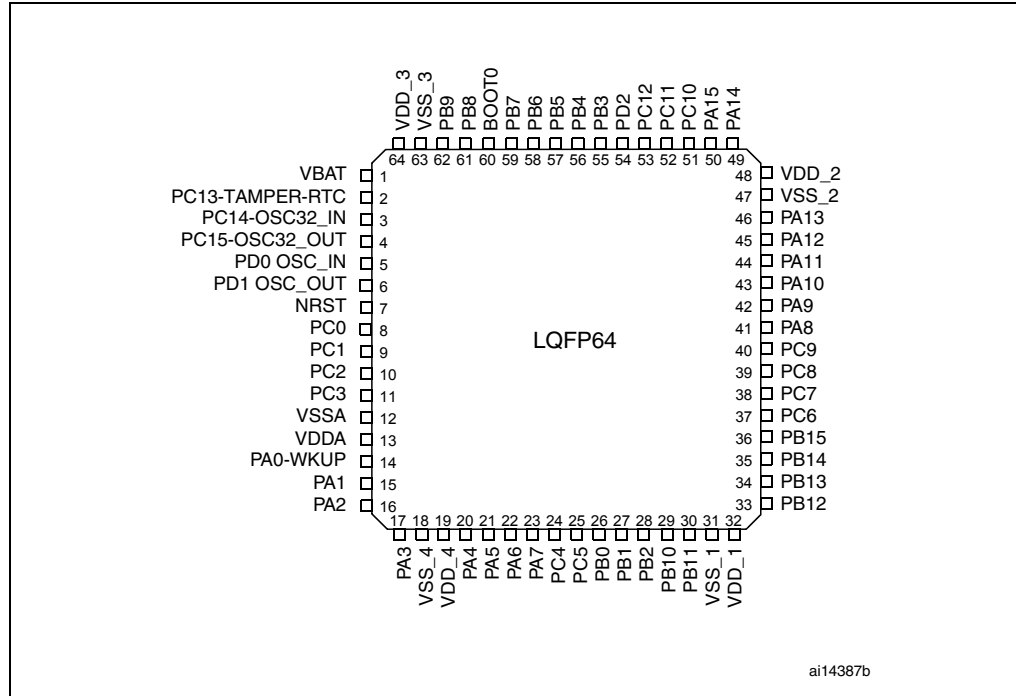 VDD_3
VSS_3
PB9
PB8
BOOT0
PB7
PB6
PB5
PB4
PB3
PD2
PC12
PC11
PC10
PA15
PA14
64 63 62 61 60 59 58 57 56 55 54 53 52 51 50 49
VBAT 1
PC13-TAMPER-RTC 2
PC14-OSC32_IN 3
PC15-OSC32_OUT 4
PD0 OSC_IN 5
PD1 OSC_OUT 6
NRST 7
PC0 8
PC1 9
PC2 10
PC3 11
VSSA 12
VDDA 13
PA0-WKUP 14
PA1 15
PA2 16
LQFP64
48 VDD_2
47 VSS_2
46 PA13
45 PA12
44 PA11
43 PA10
42 PA9
41 PA8
40 PC9
39 PC8
38 PC7
37 PC6
36 PB15
35 PB14
34 PB13
33 PB12
17 18 19 20 21 22 23 24 25 26 27 28 29 30 31 32
PA3
VSS_4
VDD_4
PA4
PA5
PA6
PA7
PC4
PC5
PB0
PB1
PB2
PB10
PB11
VSS_1
VDD_1
ai14387b